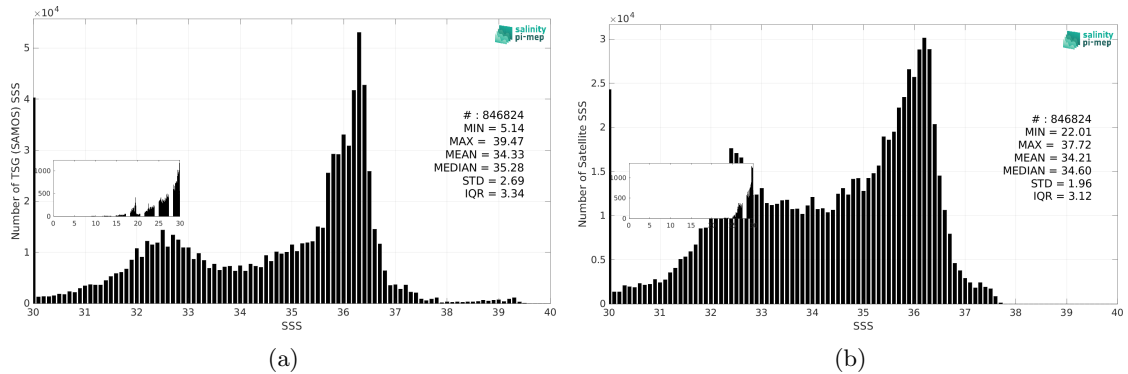 ×10⁴
5
4
3
2
1
0
Number of TSG (SAMOS) SSS
salinity
pi-mep
# : 846824
MIN = 5.14
MAX = 39.47
MEAN = 34.33
MEDIAN = 35.28
STD = 2.69
IQR = 3.34
1000
500
0
0 5 10 15 20 25 30
30 31 32 33 34 35 36 37 38 39 40
SSS
(a)
×10⁴
3
2.5
2
1.5
1
0.5
0
Number of Satellite SSS
salinity
pi-mep
# : 846824
MIN = 22.01
MAX = 37.72
MEAN = 34.21
MEDIAN = 34.60
STD = 1.96
IQR = 3.12
1000
500
0
0 5 10 15 20 25
30 31 32 33 34 35 36 37 38 39 40
SSS
(b)